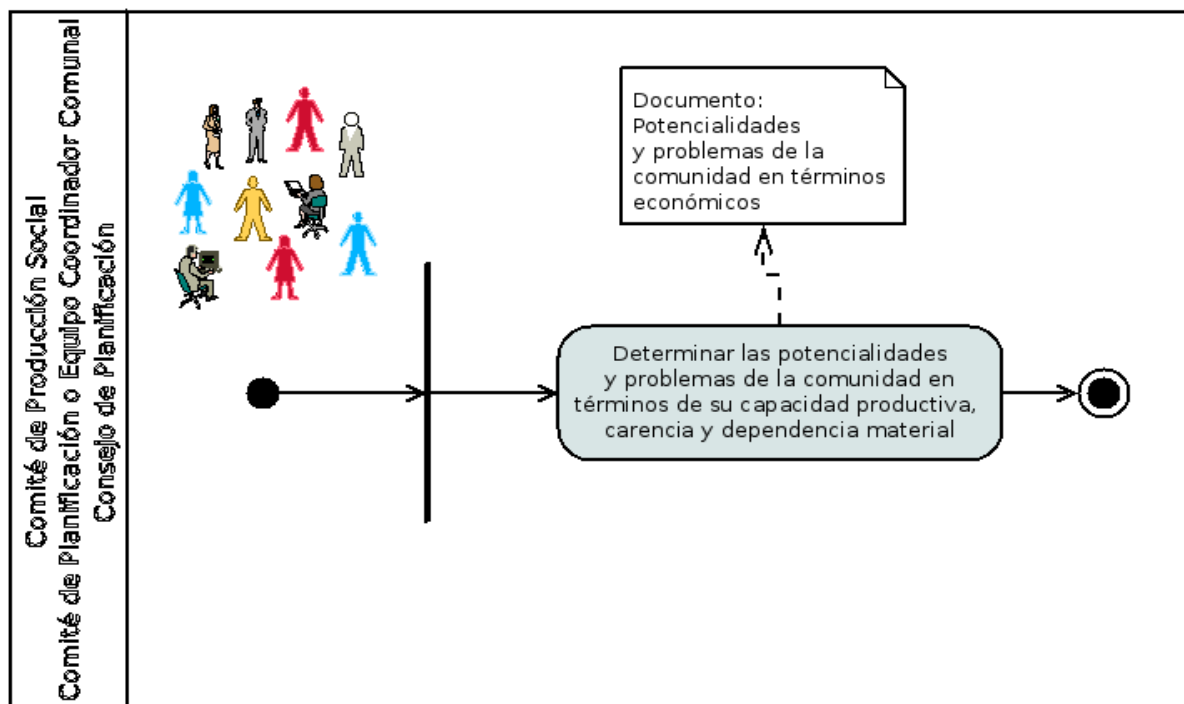 Comité de Producción Social
Comité de Planificación o Equipo Coordinador Comunal
Consejo de Planificación
Documento:
Potencialidades
y problemas de la
comunidad en términos
económicos
Determinar las potencialidades
y problemas de la comunidad en
términos de su capacidad productiva,
carencia y dependencia material